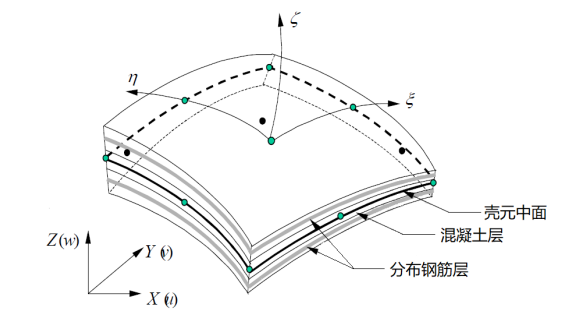 ζ
η
ξ
壳元中面
混凝土层
分布钢筋层
Z(w)
Y(v)
X(u)